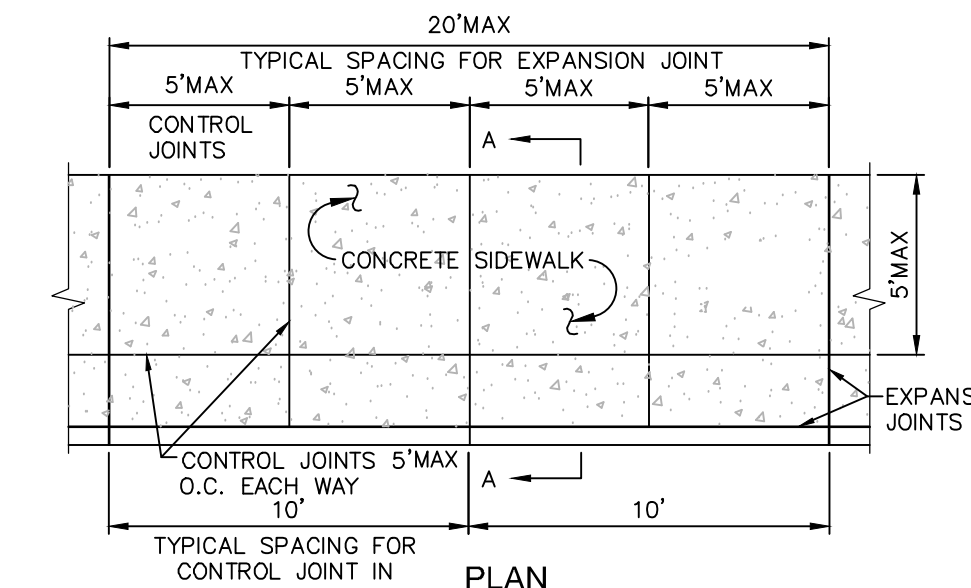 20'MAX
TYPICAL SPACING FOR EXPANSION JOINT
5'MAX 5'MAX 5'MAX 5'MAX
CONTROL
JOINTS
A
CONCRETE SIDEWALK
5'MAX
EXPANS
JOINTS
CONTROL JOINTS 5'MAX
O.C. EACH WAY
A
10' 10'
TYPICAL SPACING FOR
CONTROL JOINT IN
PLAN